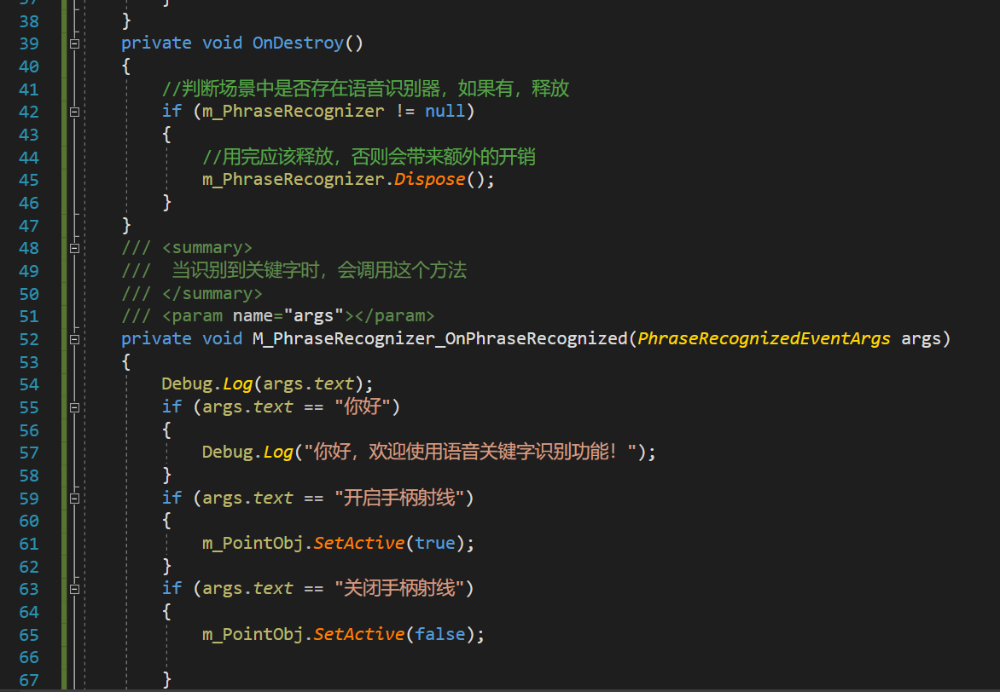 37 }
38 }
39 private void OnDestroy()
40 {
41 //判断场景中是否存在语音识别器，如果有，释放
42 if (m_PhraseRecognizer != null)
43 {
44 //用完应该释放，否则会带来额外的开销
45 m_PhraseRecognizer.Dispose();
46 }
47 }
48 /// <summary>
49 ///  当识别到关键字时，会调用这个方法
50 /// </summary>
51 /// <param name="args"></param>
52 private void M_PhraseRecognizer_OnPhraseRecognized(PhraseRecognizedEventArgs args)
53 {
54 Debug.Log(args.text);
55 if (args.text == "你好")
56 {
57 Debug.Log("你好，欢迎使用语音关键字识别功能！");
58 }
59 if (args.text == "开启手柄射线")
60 {
61 m_PointObj.SetActive(true);
62 }
63 if (args.text == "关闭手柄射线")
64 {
65 m_PointObj.SetActive(false);
66
67 }